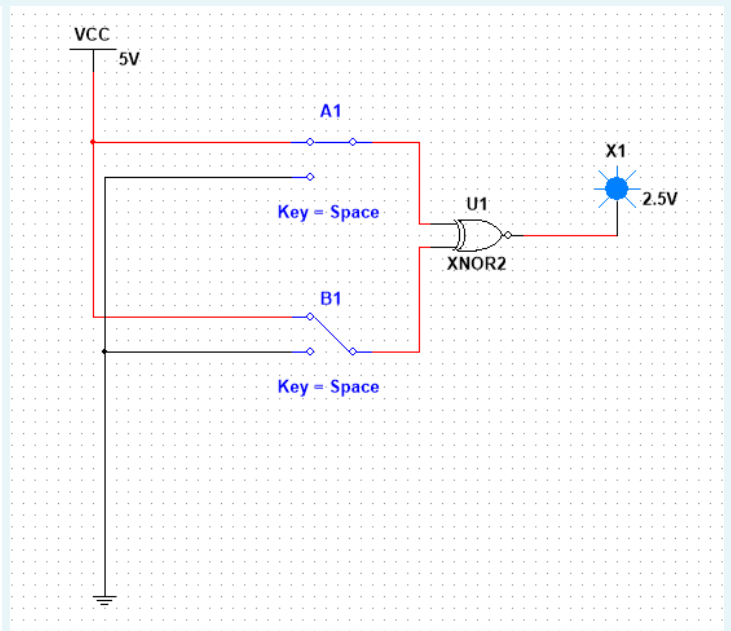 VCC
5V
A1
X1
Key = Space
U1
2.5V
XNOR2
B1
Key = Space